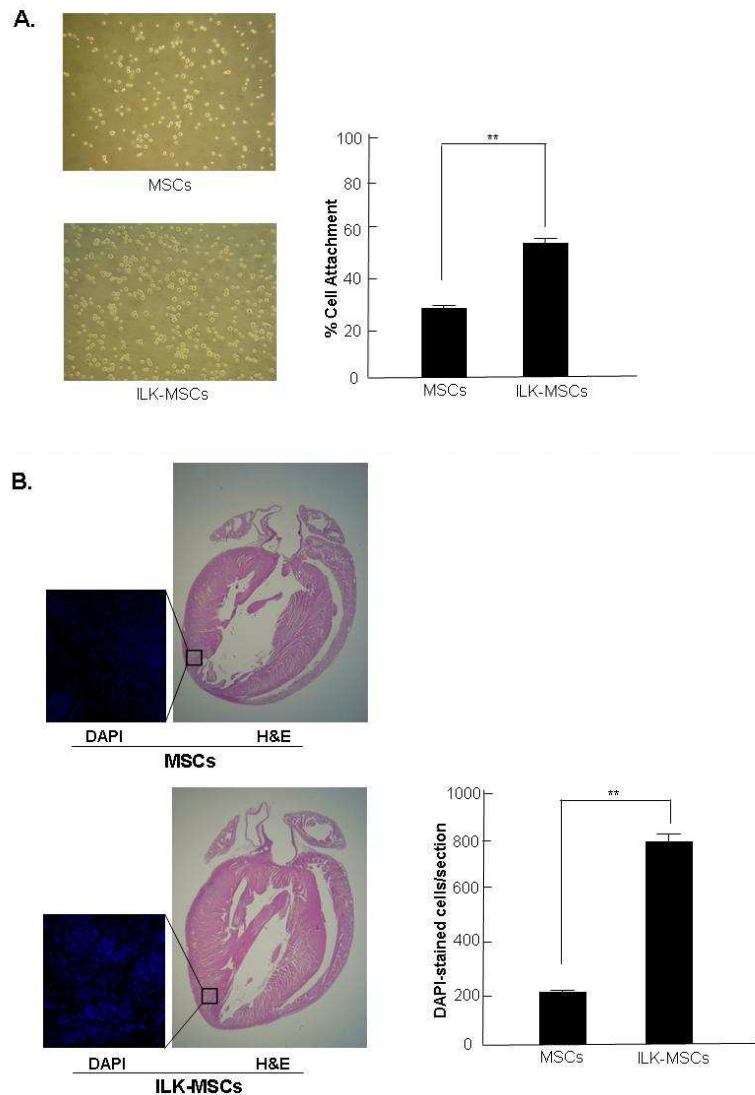 A.
MSCs
ILK-MSCs
% Cell Attachment
100
80
60
40
20
0
**
MSCs
ILK-MSCs
B.
DAPI
H&E
MSCs
DAPI
H&E
ILK-MSCs
DAPI-stained cells/section
1000
800
600
400
200
0
**
MSCs
ILK-MSCs